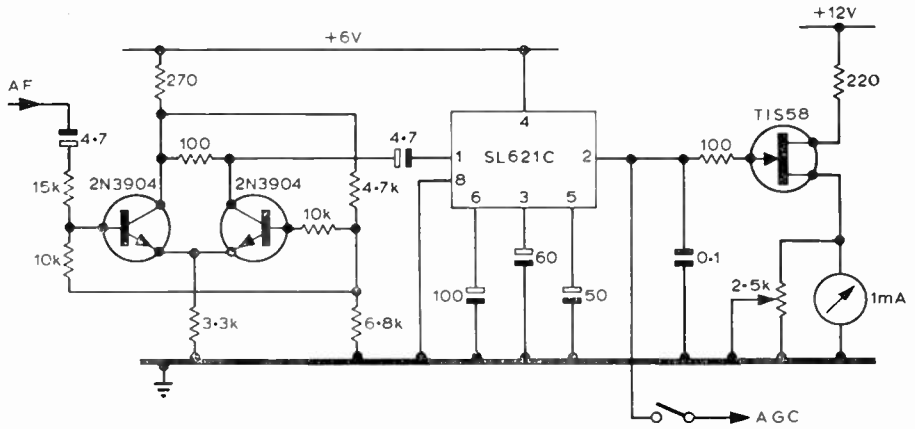 +12V
+6V
AF
270
220
TIS58
4.7
100
4.7
4
1
SL621C
2
100
8
15k
2N3904
2N3904
4.7k
6
3
5
10k
10k
60
0.1
100
50
2.5k
1mA
3.3k
6.8k
AGC